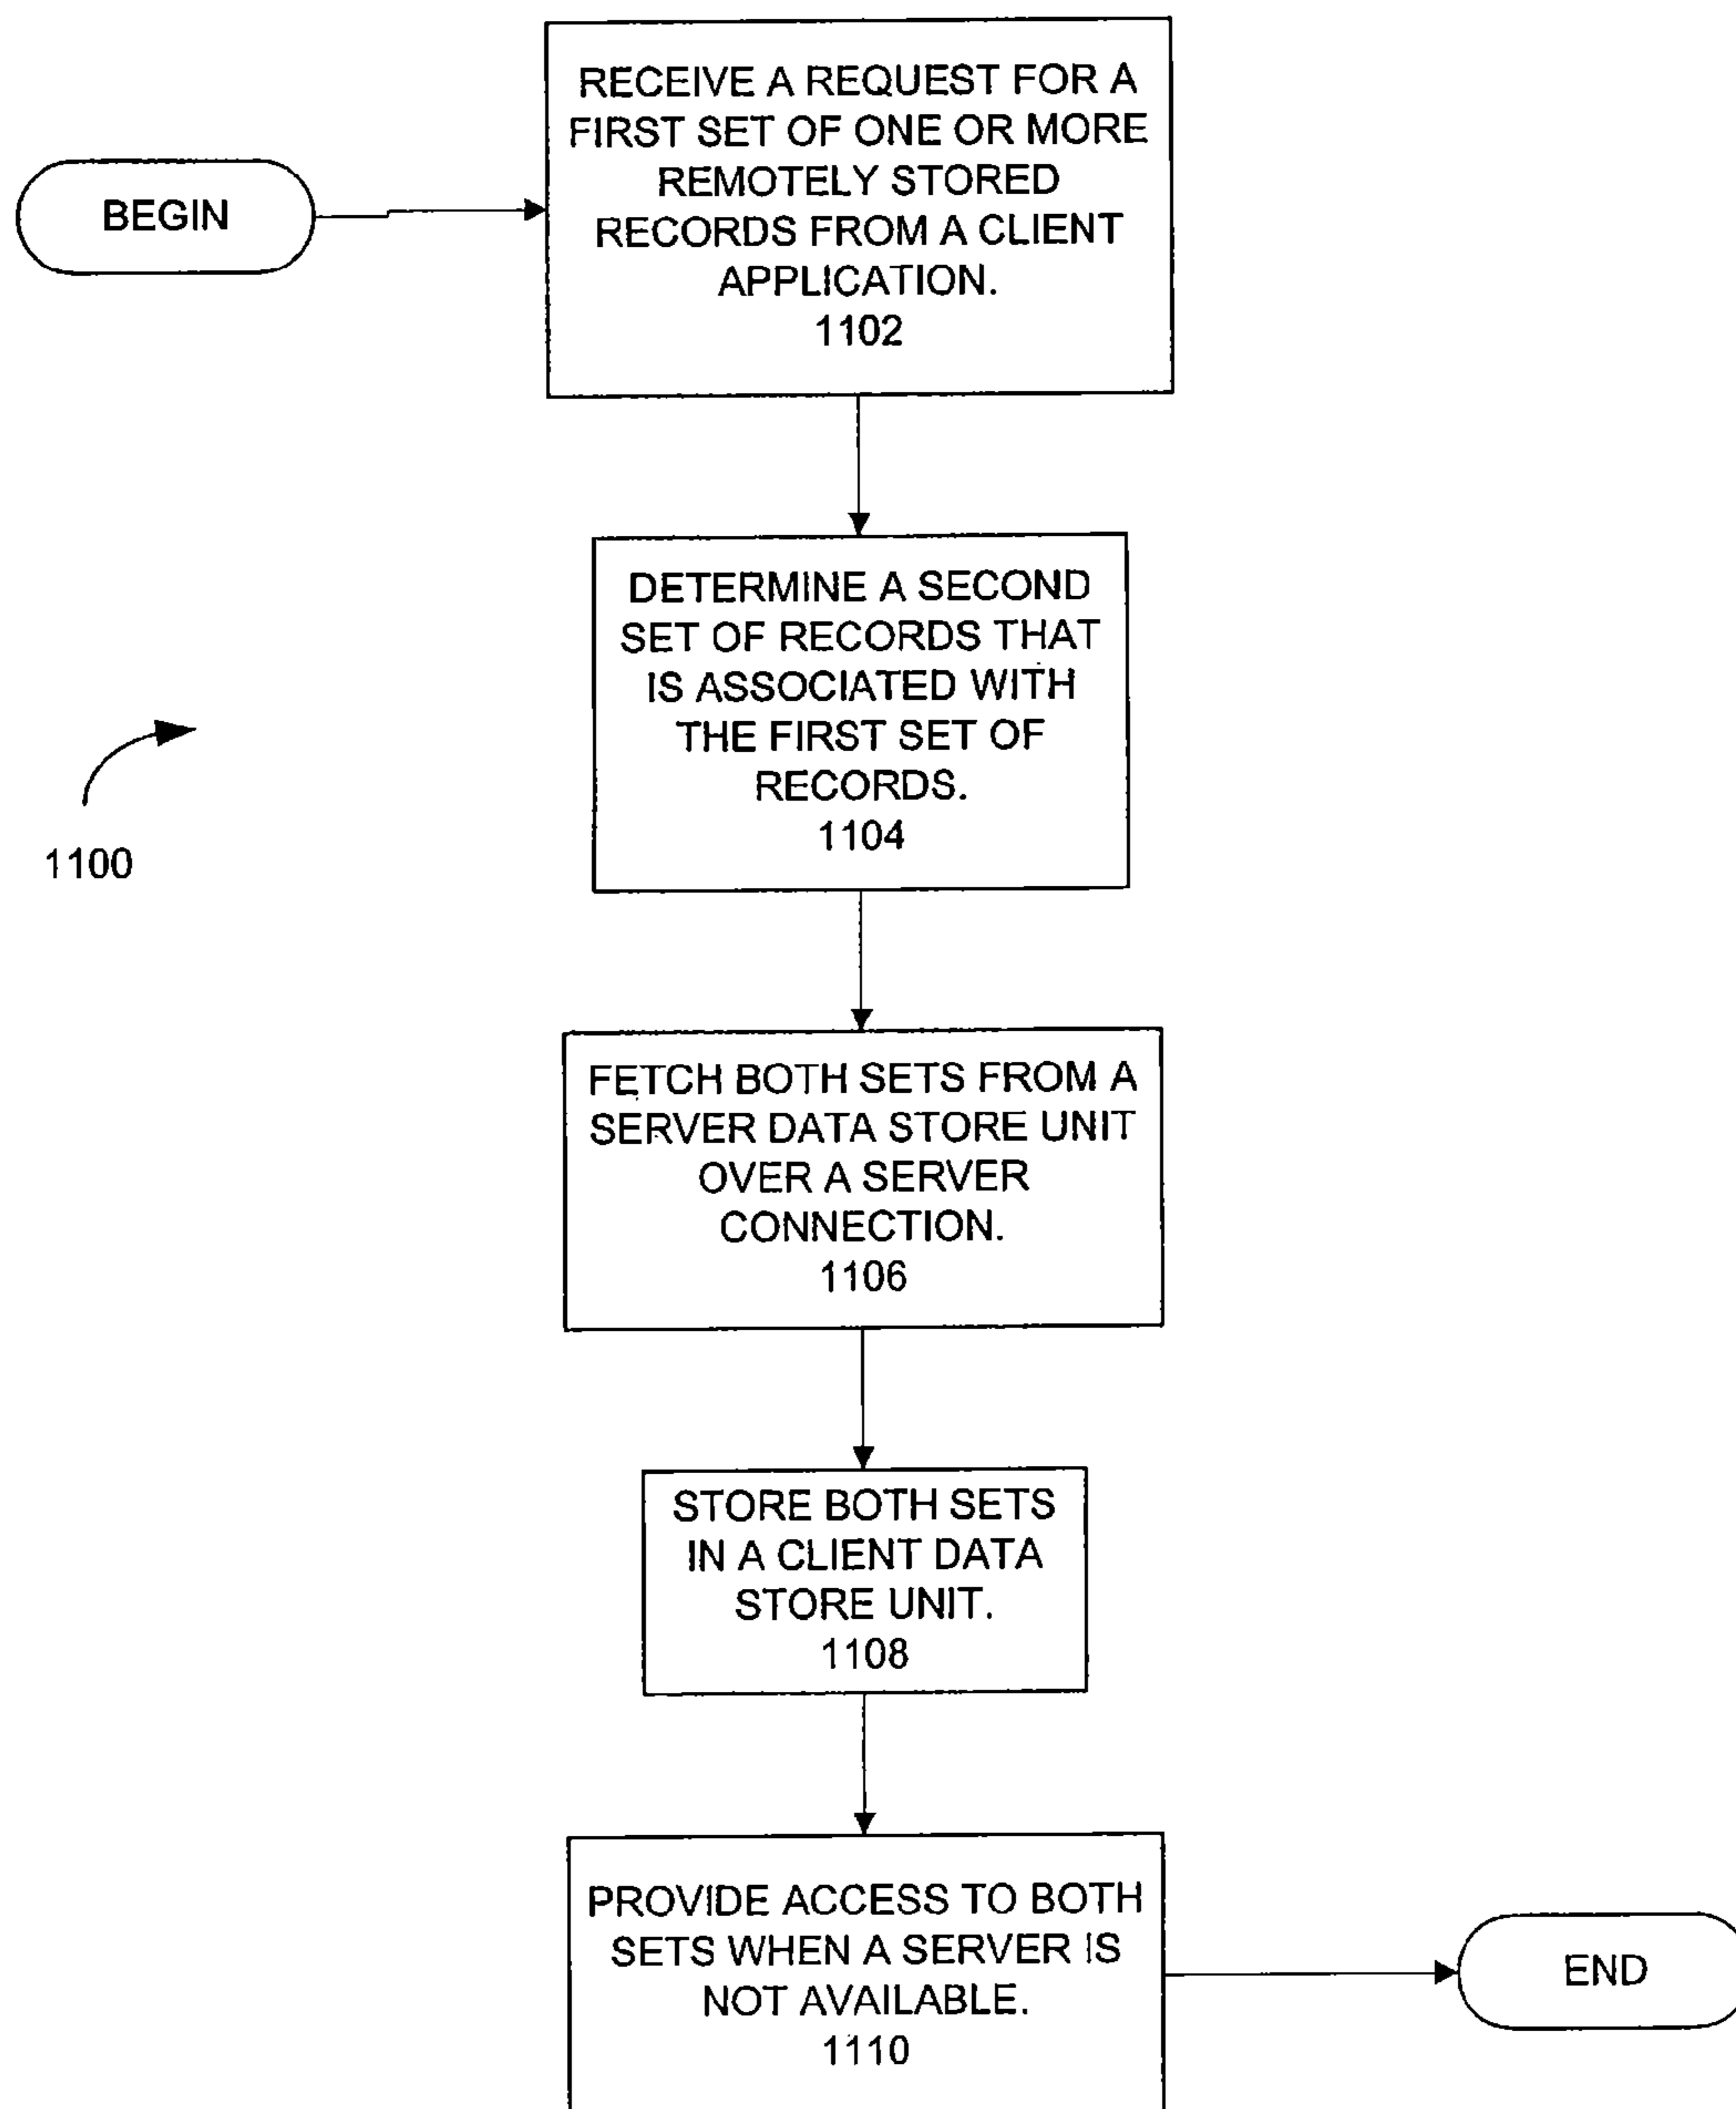 BEGIN
RECEIVE A REQUEST FOR A
FIRST SET OF ONE OR MORE
REMOTELY STORED
RECORDS FROM A CLIENT
APPLICATION.
1102
DETERMINE A SECOND
SET OF RECORDS THAT
IS ASSOCIATED WITH
THE FIRST SET OF
RECORDS.
1104
1100
FETCH BOTH SETS FROM A
SERVER DATA STORE UNIT
OVER A SERVER
CONNECTION.
1106
STORE BOTH SETS
IN A CLIENT DATA
STORE UNIT.
1108
PROVIDE ACCESS TO BOTH
SETS WHEN A SERVER IS
NOT AVAILABLE.
1110
END